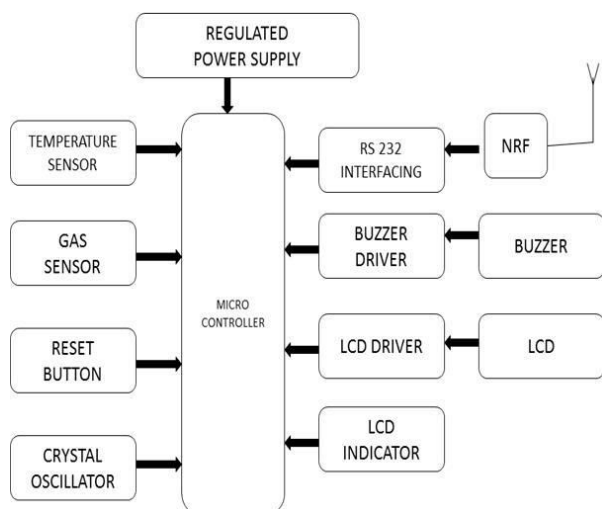 REGULATED
POWER SUPPLY
TEMPERATURE
SENSOR
GAS
SENSOR
RESET
BUTTON
CRYSTAL
OSCILLATOR
MICRO
CONTROLLER
RS 232
INTERFACING
NRF
BUZZER
DRIVER
BUZZER
LCD DRIVER
LCD
LCD
INDICATOR